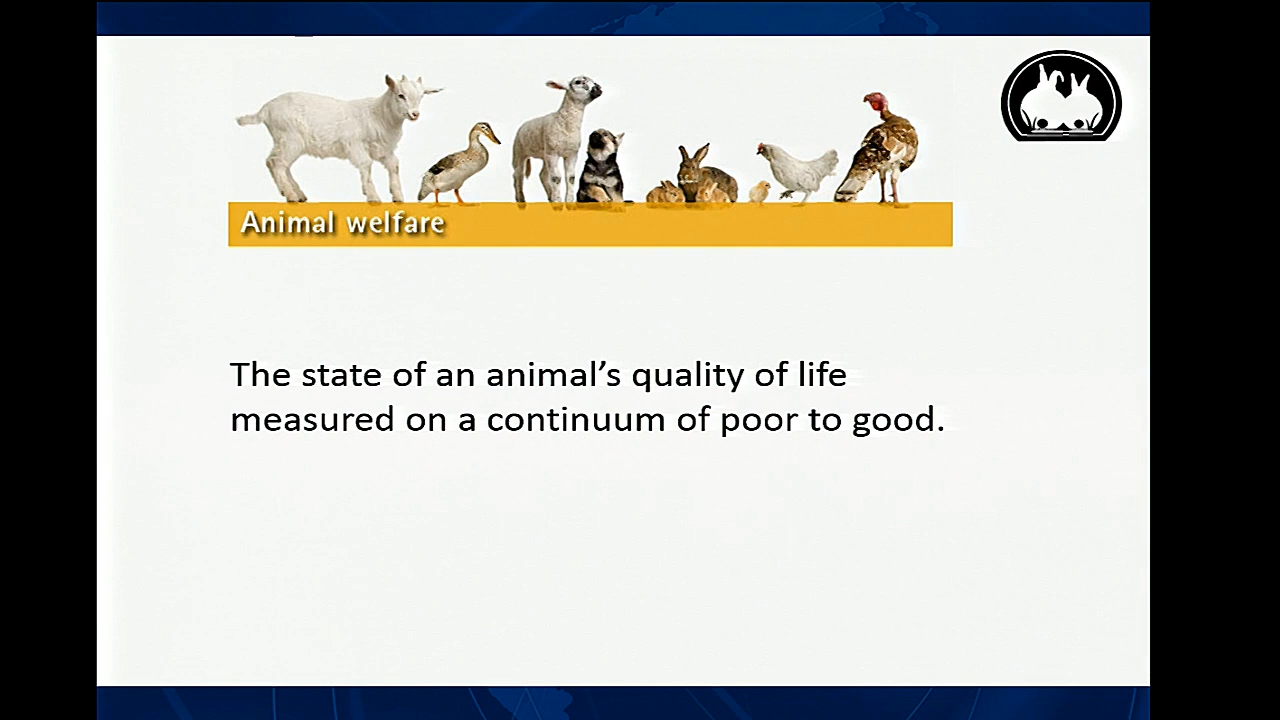 Animal welfare
The state of an animal’s quality of life
measured on a continuum of poor to good.